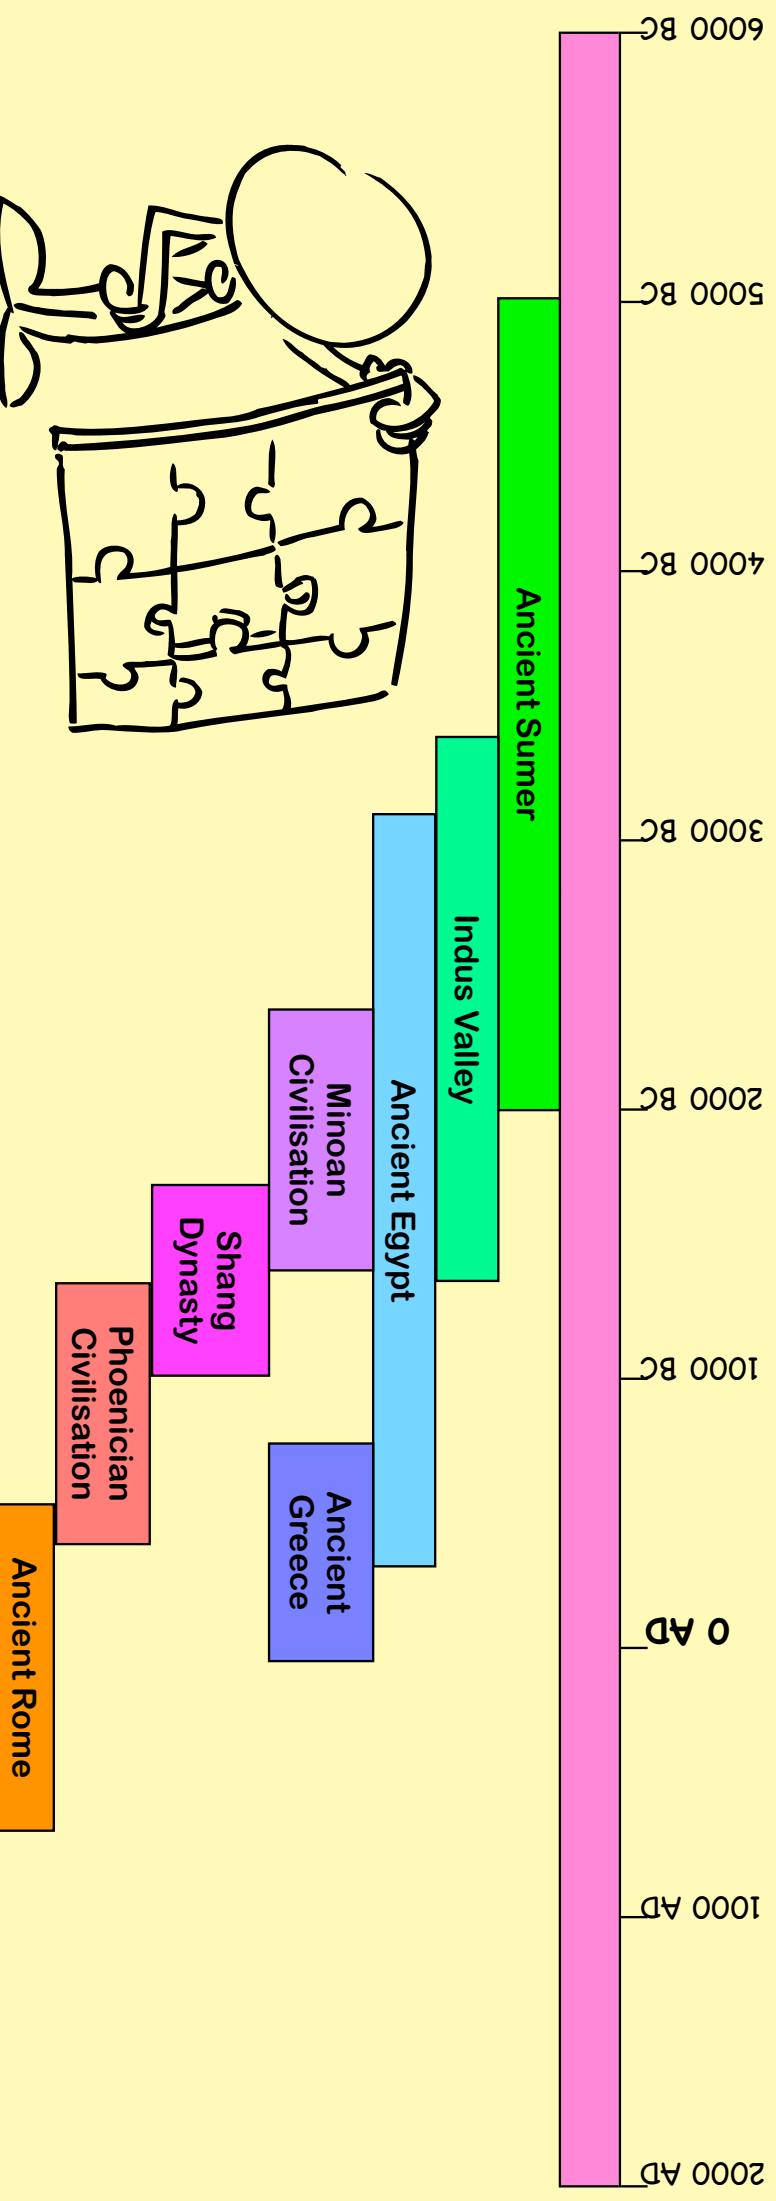 6000 BC
5000 BC
4000 BC
3000 BC
2000 BC
1000 BC
0 AD
1000 AD
2000 AD
Ancient Sumer
Indus Valley
Ancient Egypt
Minoan
Civilisation
Ancient
Greece
Shang
Dynasty
Phoenician
Civilisation
Ancient Rome